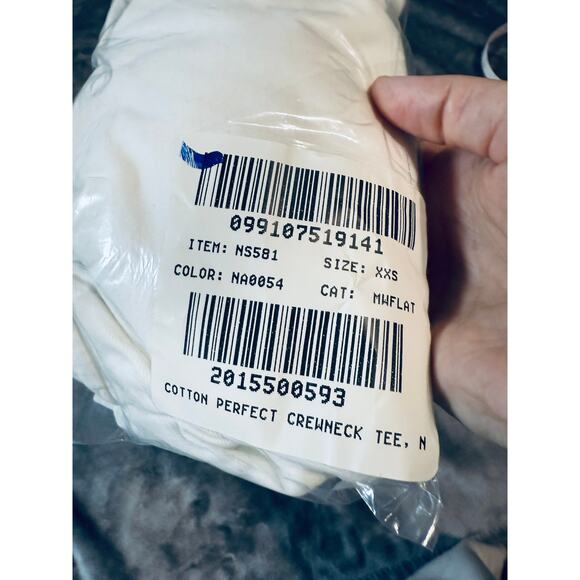 099107519141
ITEM: NS581 SIZE: XXS
COLOR: NA0054 CAT: MWFLAT
2015500593
COTTON PERFECT CREWNECK TEE, N